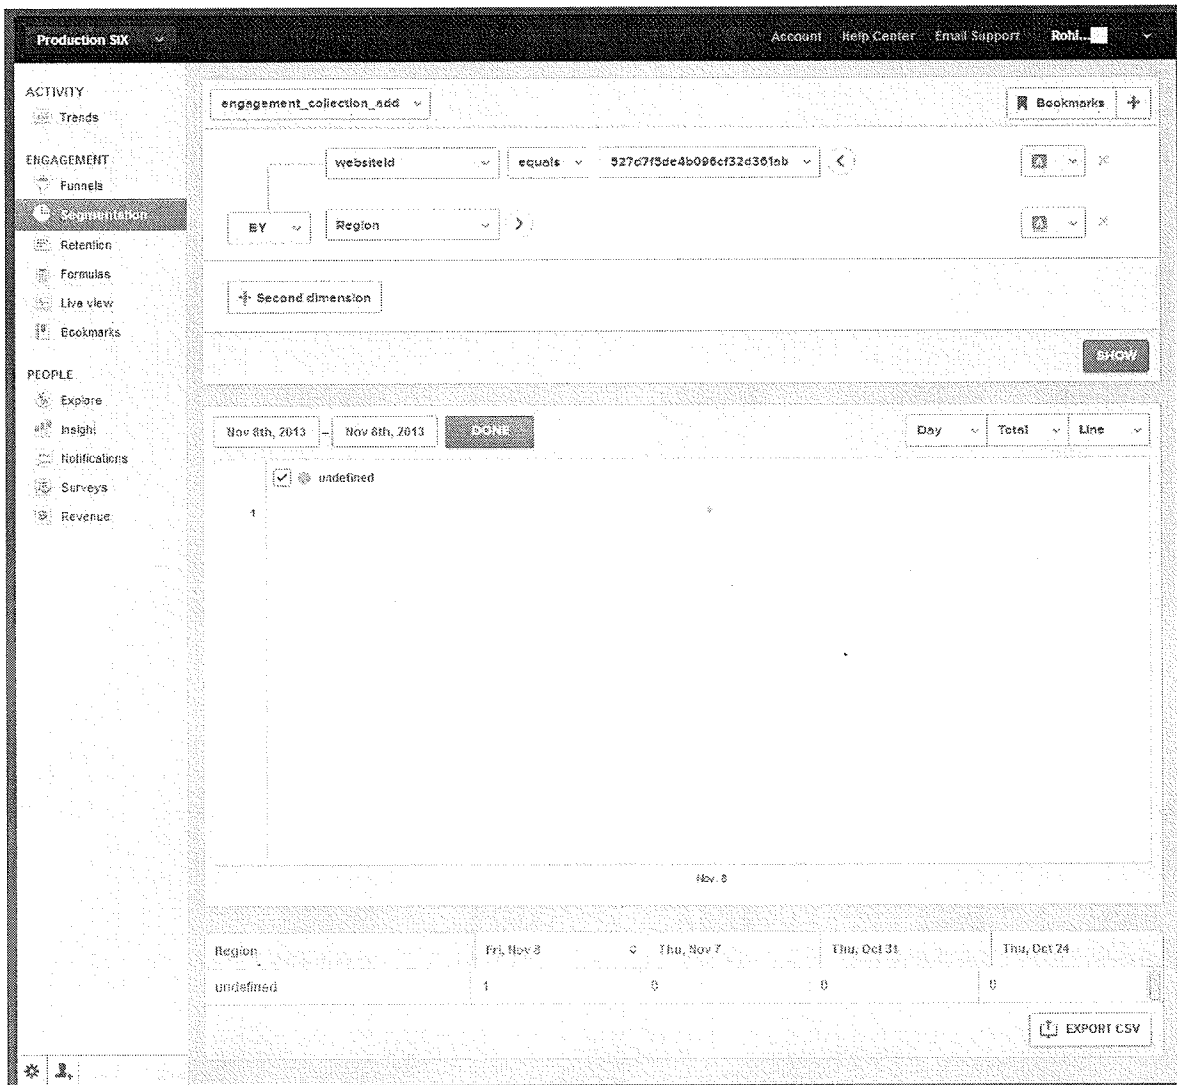 Production SIX
Account Help Center Email Support Rohi...
ACTIVITY
Trends
ENGAGEMENT
Funnels
Segmentation
Retention
Formulas
Live view
Bookmarks
PEOPLE
Explore
Insight
Notifications
Surveys
Revenue
engagement_collection_add
Bookmarks
websiteId equals
A
BY Region
A
Second dimension
SHOW
Nov 8th, 2013 – Nov 8th, 2013 DONE
Day Total Line
undefined
1
Nov. 8
Region Fri, Nov 8 Thu, Nov 7 Thu, Oct 31 Thu, Oct 24
undefined 1 0 0 0
EXPORT CSV